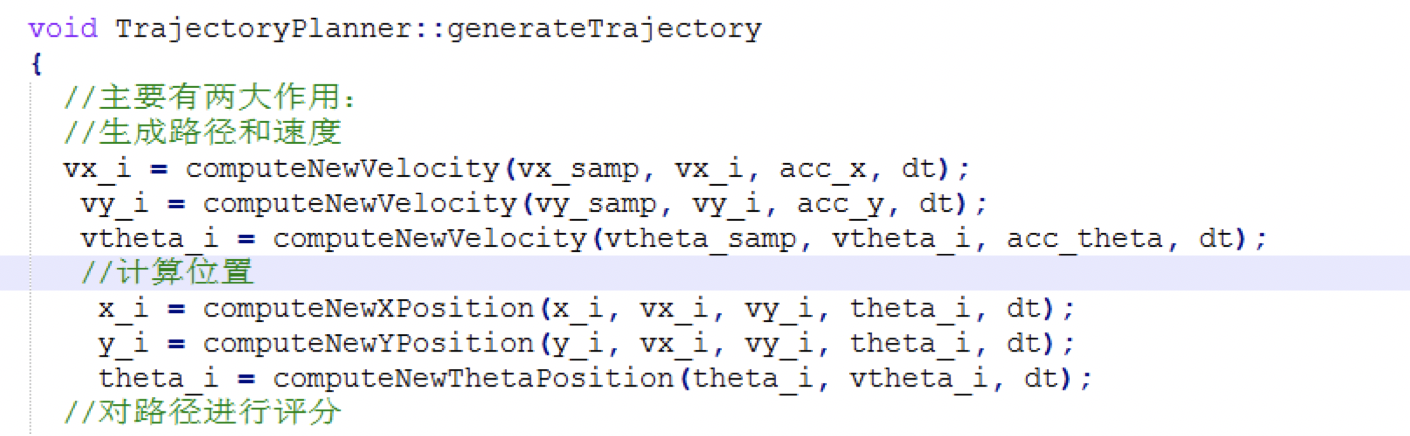 void TrajectoryPlanner::generateTrajectory
{
//主要有两大作用：
//生成路径和速度
vx_i = computeNewVelocity(vx_samp, vx_i, acc_x, dt);
vy_i = computeNewVelocity(vy_samp, vy_i, acc_y, dt);
vtheta_i = computeNewVelocity(vtheta_samp, vtheta_i, acc_theta, dt);
//计算位置
x_i = computeNewXPosition(x_i, vx_i, vy_i, theta_i, dt);
y_i = computeNewYPosition(y_i, vx_i, vy_i, theta_i, dt);
theta_i = computeNewThetaPosition(theta_i, vtheta_i, dt);
//对路径进行评分